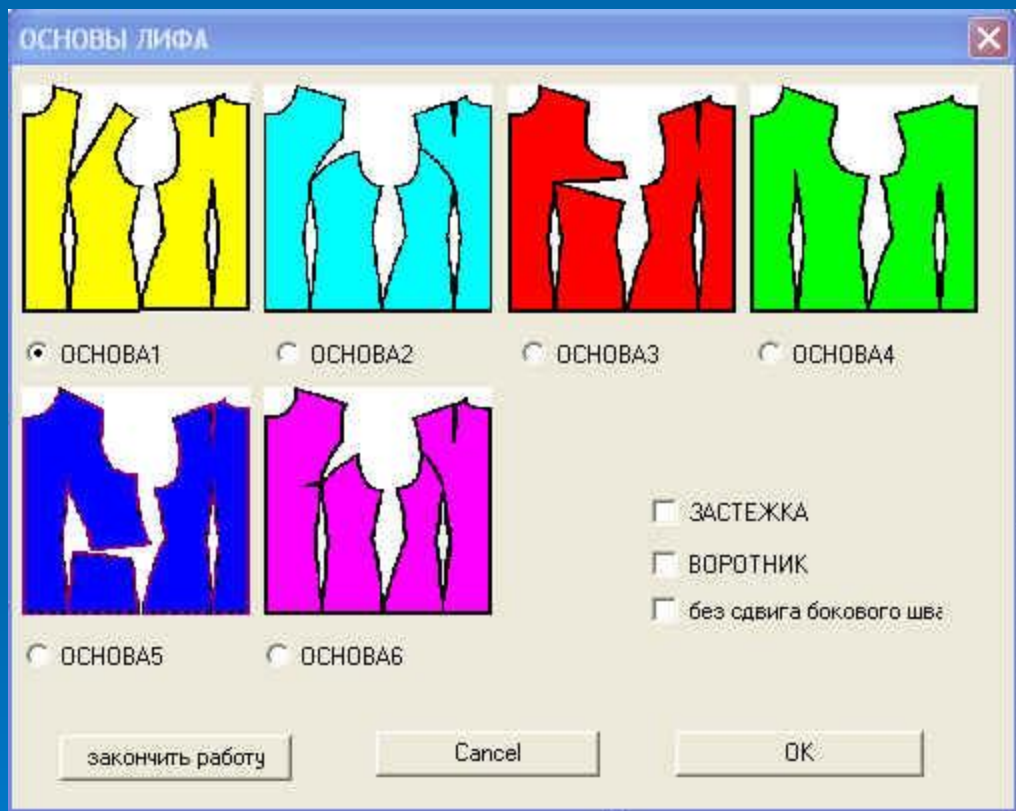 ОСНОВЫ ЛИФА
ОСНОВА1
ОСНОВА2
ОСНОВА3
ОСНОВА4
ОСНОВА5
ОСНОВА6
ЗАСТЕЖКА
ВОРОТНИК
без сдвига бокового шва
закончить работу
Cancel
OK